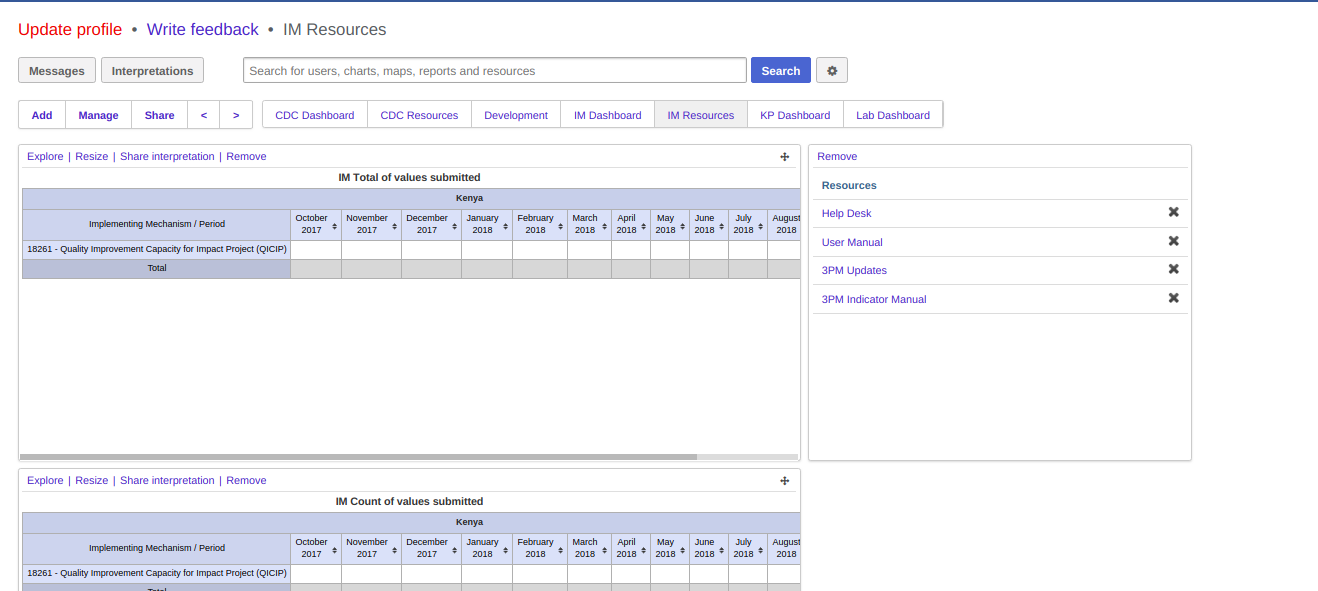 Update profile • Write feedback • IM Resources
Messages Interpretations Search for users, charts, maps, reports and resources Search
Add Manage Share < > CDC Dashboard CDC Resources Development IM Dashboard IM Resources KP Dashboard Lab Dashboard
Explore | Resize | Share interpretation | Remove
IM Total of values submitted
Kenya
Implementing Mechanism / Period October 2017 November 2017 December 2017 January 2018 February 2018 March 2018 April 2018 May 2018 June 2018 July 2018 August 2018
18261 - Quality Improvement Capacity for Impact Project (QICIP)
Total
Remove
Resources
Help Desk
User Manual
3PM Updates
3PM Indicator Manual
Explore | Resize | Share interpretation | Remove
IM Count of values submitted
Kenya
Implementing Mechanism / Period October 2017 November 2017 December 2017 January 2018 February 2018 March 2018 April 2018 May 2018 June 2018 July 2018 August 2018
18261 - Quality Improvement Capacity for Impact Project (QICIP)
Total